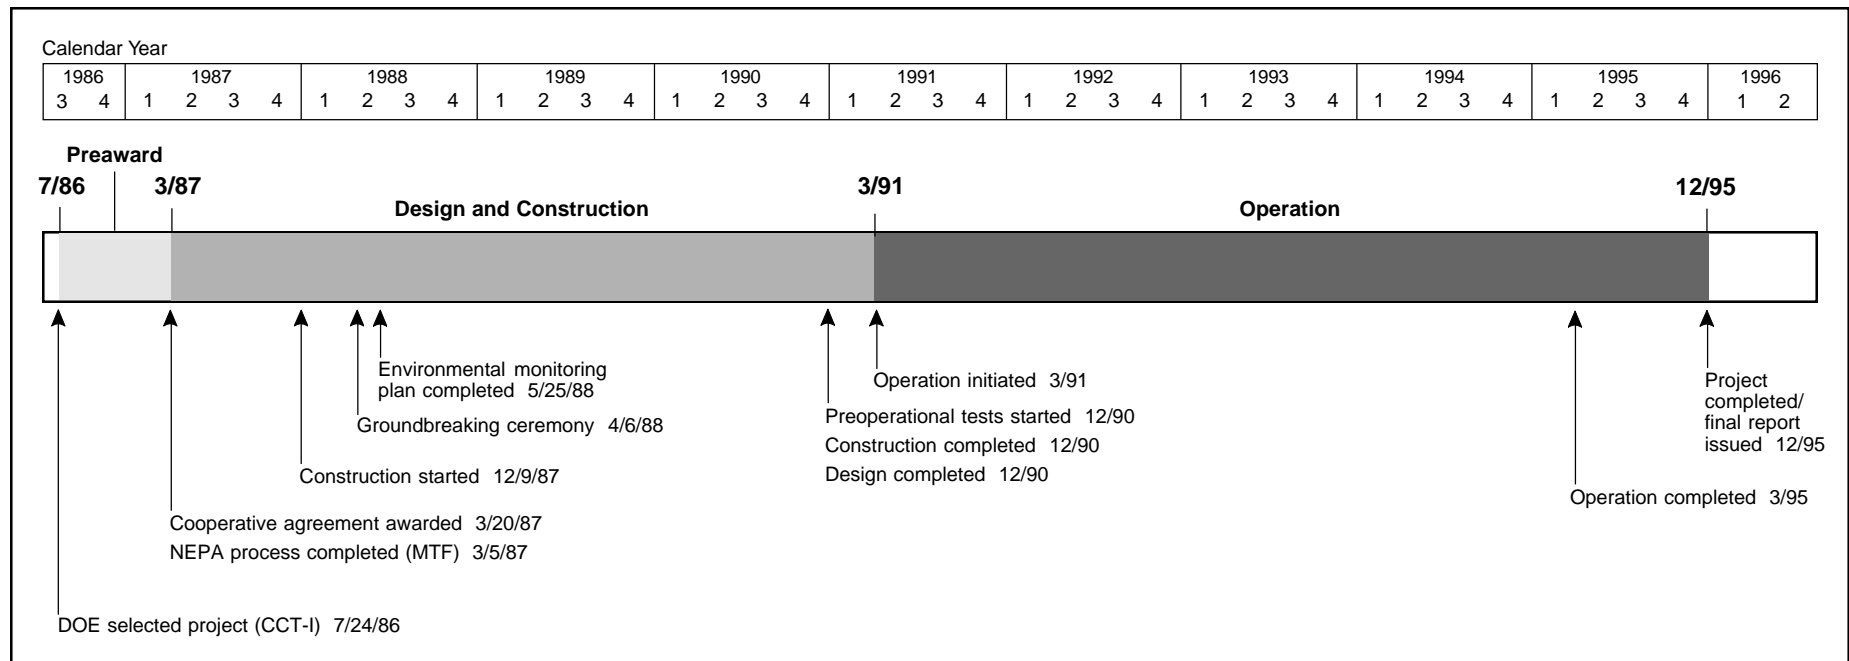 Calendar Year
1986 1987 1988 1989 1990 1991 1992 1993 1994 1995 1996
3 4 1 2 3 4 1 2 3 4 1 2 3 4 1 2 3 4 1 2 3 4 1 2 3 4 1 2 3 4 1 2 3 4 1 2 3 4 1 2
Preaward
7/86 3/87 3/91 12/95
Design and Construction Operation
Environmental monitoring
plan completed 5/25/88
Groundbreaking ceremony 4/6/88
Construction started 12/9/87
Cooperative agreement awarded 3/20/87
NEPA process completed (MTF) 3/5/87
DOE selected project (CCT-I) 7/24/86
Operation initiated 3/91
Preoperational tests started 12/90
Construction completed 12/90
Design completed 12/90
Project
completed/
final report
issued 12/95
Operation completed 3/95